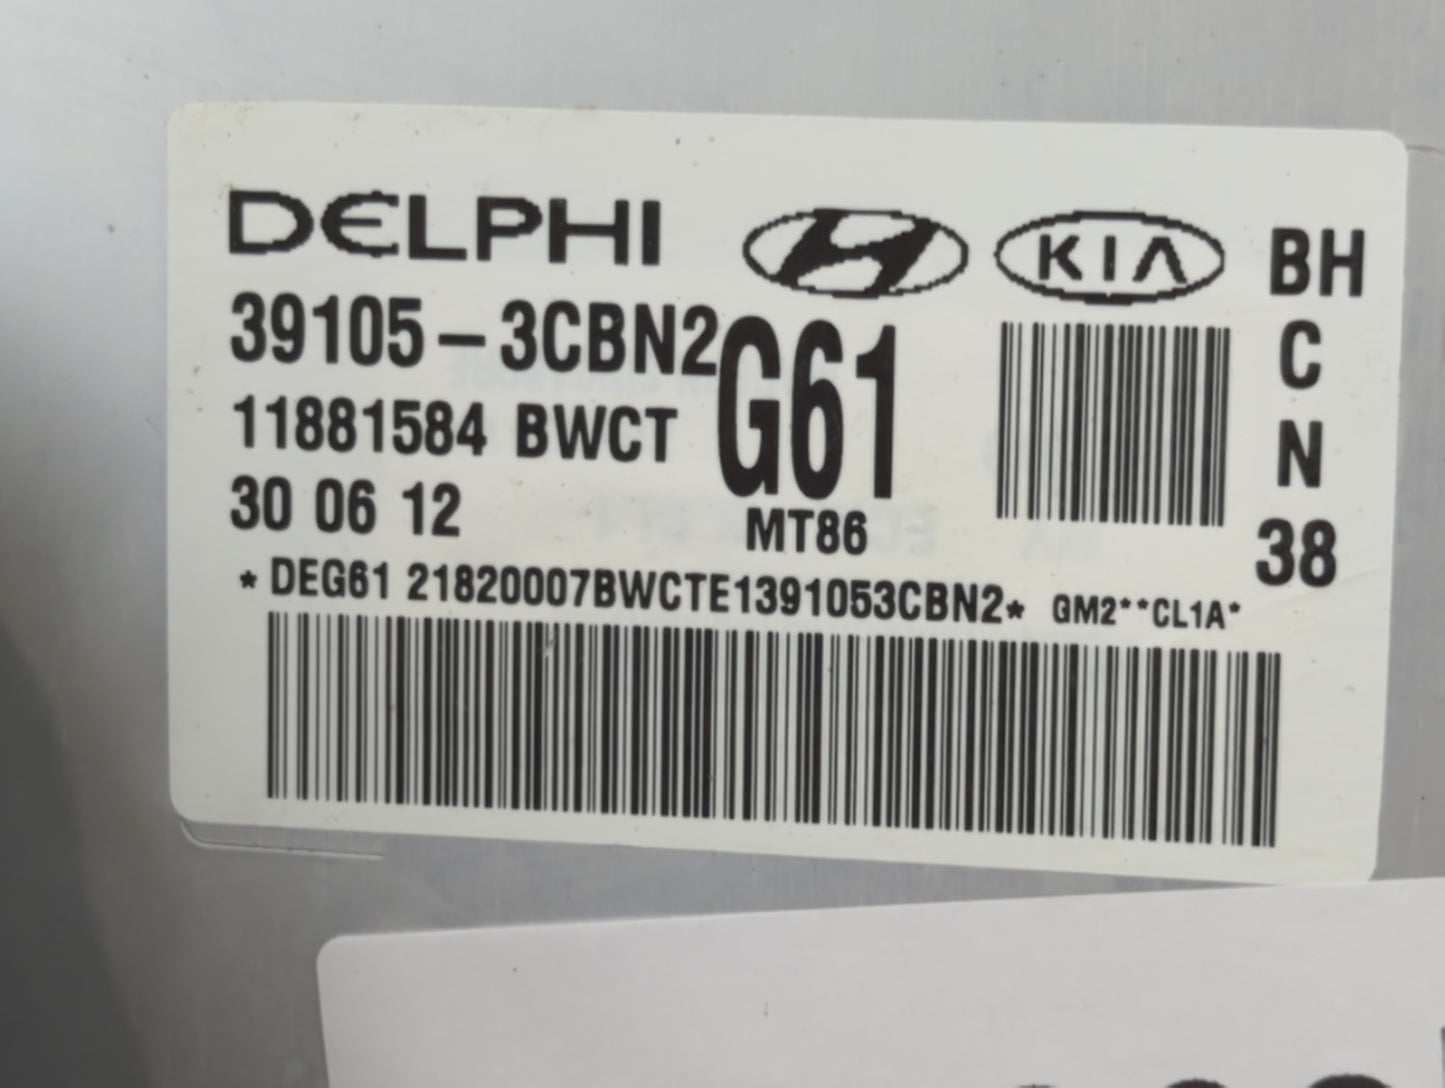 DELPHI KIA BH
39105-3CBN2 G61 C
11881584 BWCT N
30 06 12 MT86 38
* DEG61 21820007BWCTE1391053CBN2* GM2**CL1A*